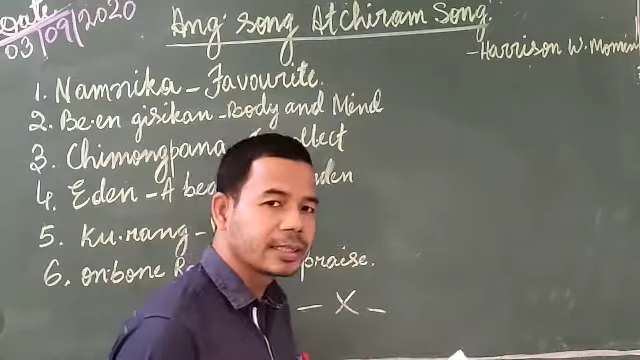 Date
03/09/2020
Ang' song Atchiram Song.
- Harrison W. Momin
1. Namnika - Favourite.
2. Be.en gisikan - Body and Mind
3. Chimongpana
4. Eden - A
5. Ku.rang -
6. on.bone praise.
- X -